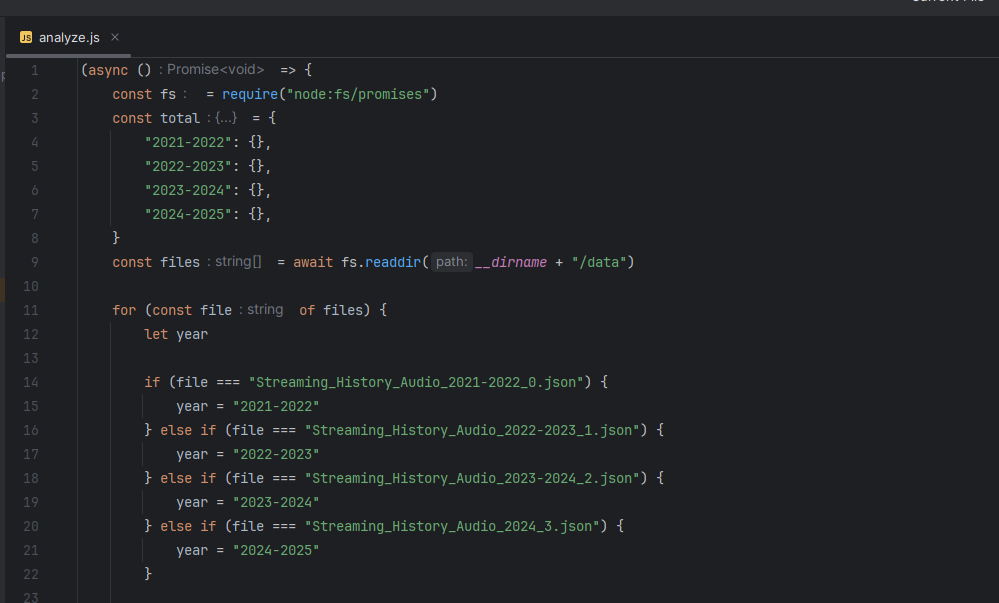 JS analyze.js ×
1 (async () : Promise<void> => {
2 const fs : = require("node:fs/promises")
3 const total : {...} = {
4 "2021-2022": {},
5 "2022-2023": {},
6 "2023-2024": {},
7 "2024-2025": {},
8 }
9 const files : string[] = await fs.readdir( path: __dirname + "/data")
10
11 for (const file : string of files) {
12 let year
13
14 if (file === "Streaming_History_Audio_2021-2022_0.json") {
15 year = "2021-2022"
16 } else if (file === "Streaming_History_Audio_2022-2023_1.json") {
17 year = "2022-2023"
18 } else if (file === "Streaming_History_Audio_2023-2024_2.json") {
19 year = "2023-2024"
20 } else if (file === "Streaming_History_Audio_2024_3.json") {
21 year = "2024-2025"
22 }
23